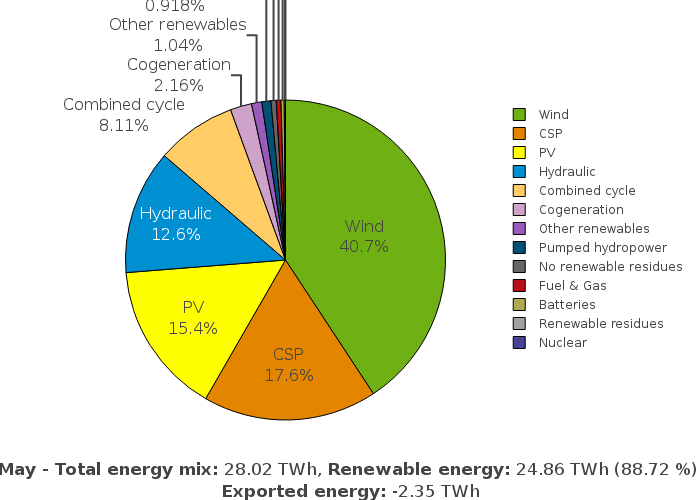 0.918%
Other renewables
1.04%
Cogeneration
2.16%
Combined cycle
8.11%
Hydraulic
12.6%
Wind
40.7%
PV
15.4%
CSP
17.6%
Wind
CSP
PV
Hydraulic
Combined cycle
Cogeneration
Other renewables
Pumped hydropower
No renewable residues
Fuel & Gas
Batteries
Renewable residues
Nuclear
May - Total energy mix: 28.02 TWh, Renewable energy: 24.86 TWh (88.72 %)
Exported energy: -2.35 TWh